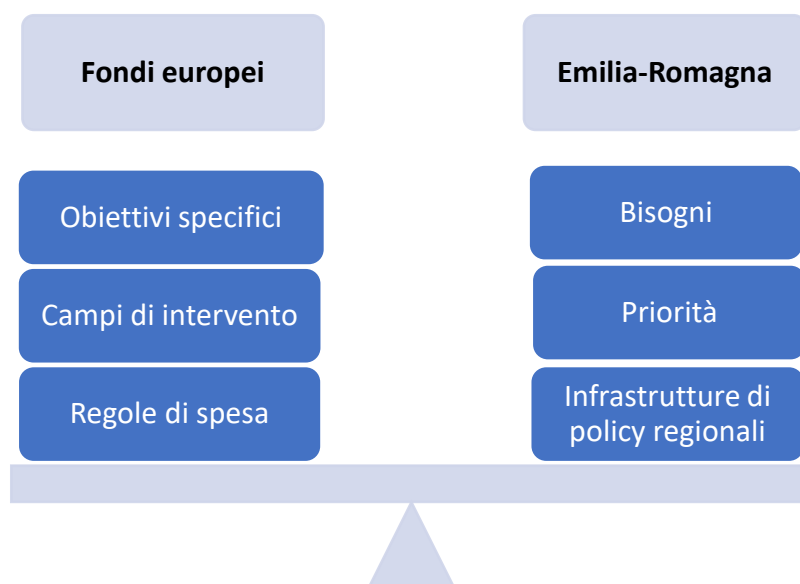 Fondi europei
Obiettivi specifici
Campi di intervento
Regole di spesa
Emilia-Romagna
Bisogni
Priorità
Infrastrutture di
policy regionali